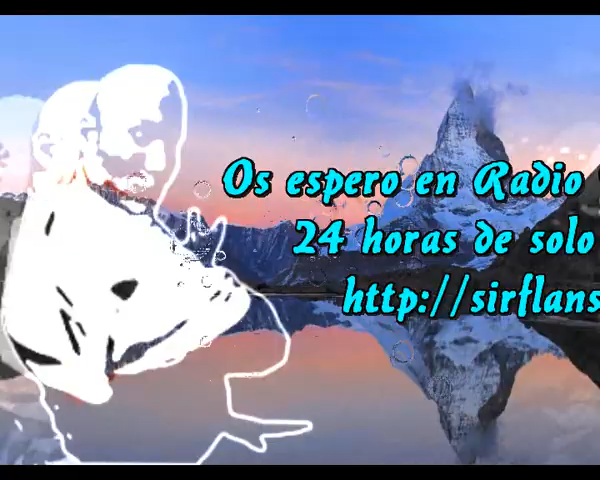 Os espero en Radio
24 horas de solo
http://sirflans